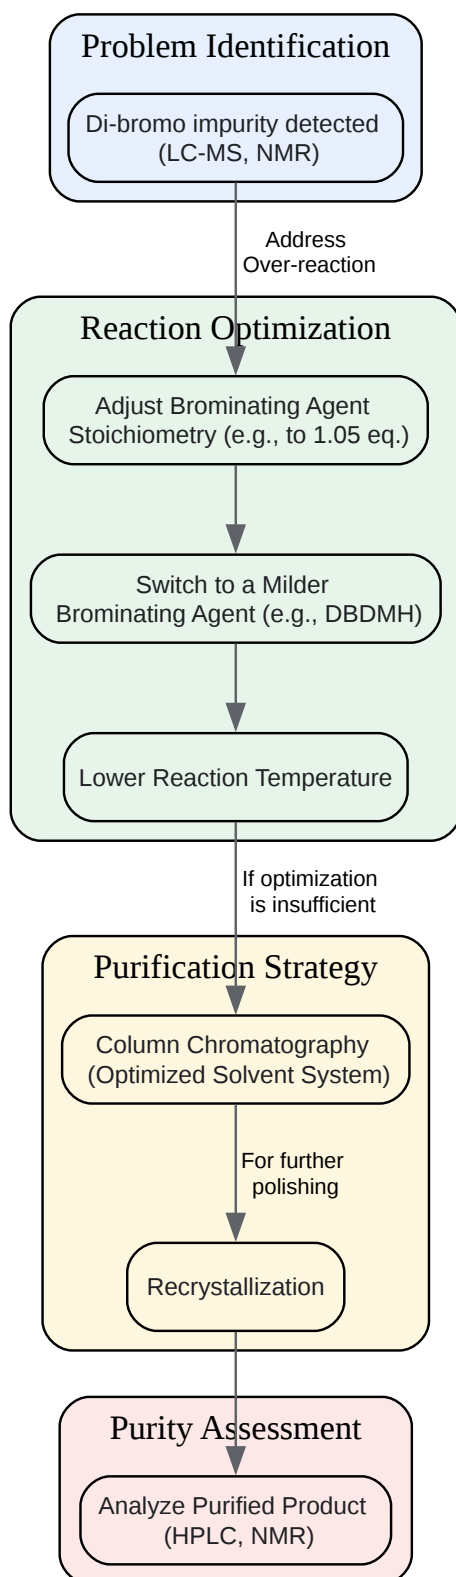 Problem Identification
Di-bromo impurity detected
(LC-MS, NMR)
Address
Over-reaction
Reaction Optimization
Adjust Brominating Agent
Stoichiometry (e.g., to 1.05 eq.)
Switch to a Milder
Brominating Agent (e.g., DBDMH)
Lower Reaction Temperature
If optimization
is insufficient
Purification Strategy
Column Chromatography
(Optimized Solvent System)
For further
polishing
Recrystallization
Purity Assessment
Analyze Purified Product
(HPLC, NMR)